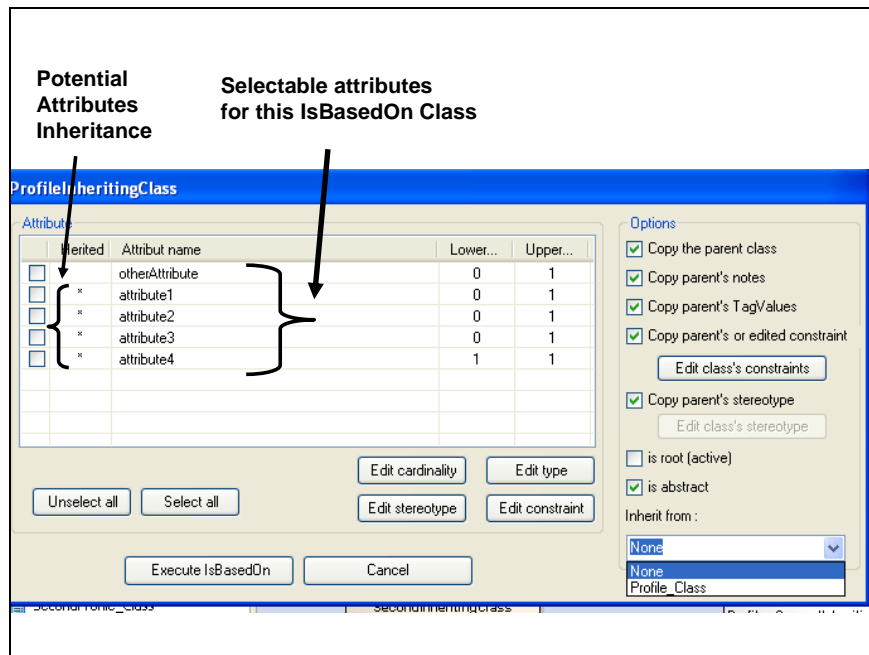 Potential
Attributes
Inheritance
Selectable attributes
for this IsBasedOn Class
ProfileInheritingClass
Attribute
Herited Attribut name Lower... Upper...
otherAttribute 0 1
* attribute1 0 1
* attribute2 0 1
* attribute3 0 1
* attribute4 1 1
Edit cardinality Edit type
Unselect all Select all Edit stereotype Edit constraint
Execute IsBasedOn Cancel
Options
Copy the parent class
Copy parent's notes
Copy parent's TagValues
Copy parent's or edited constraint
Edit class's constraints
Copy parent's stereotype
Edit class's stereotype
is root (active)
is abstract
Inherit from :
None
None
Profile_Class